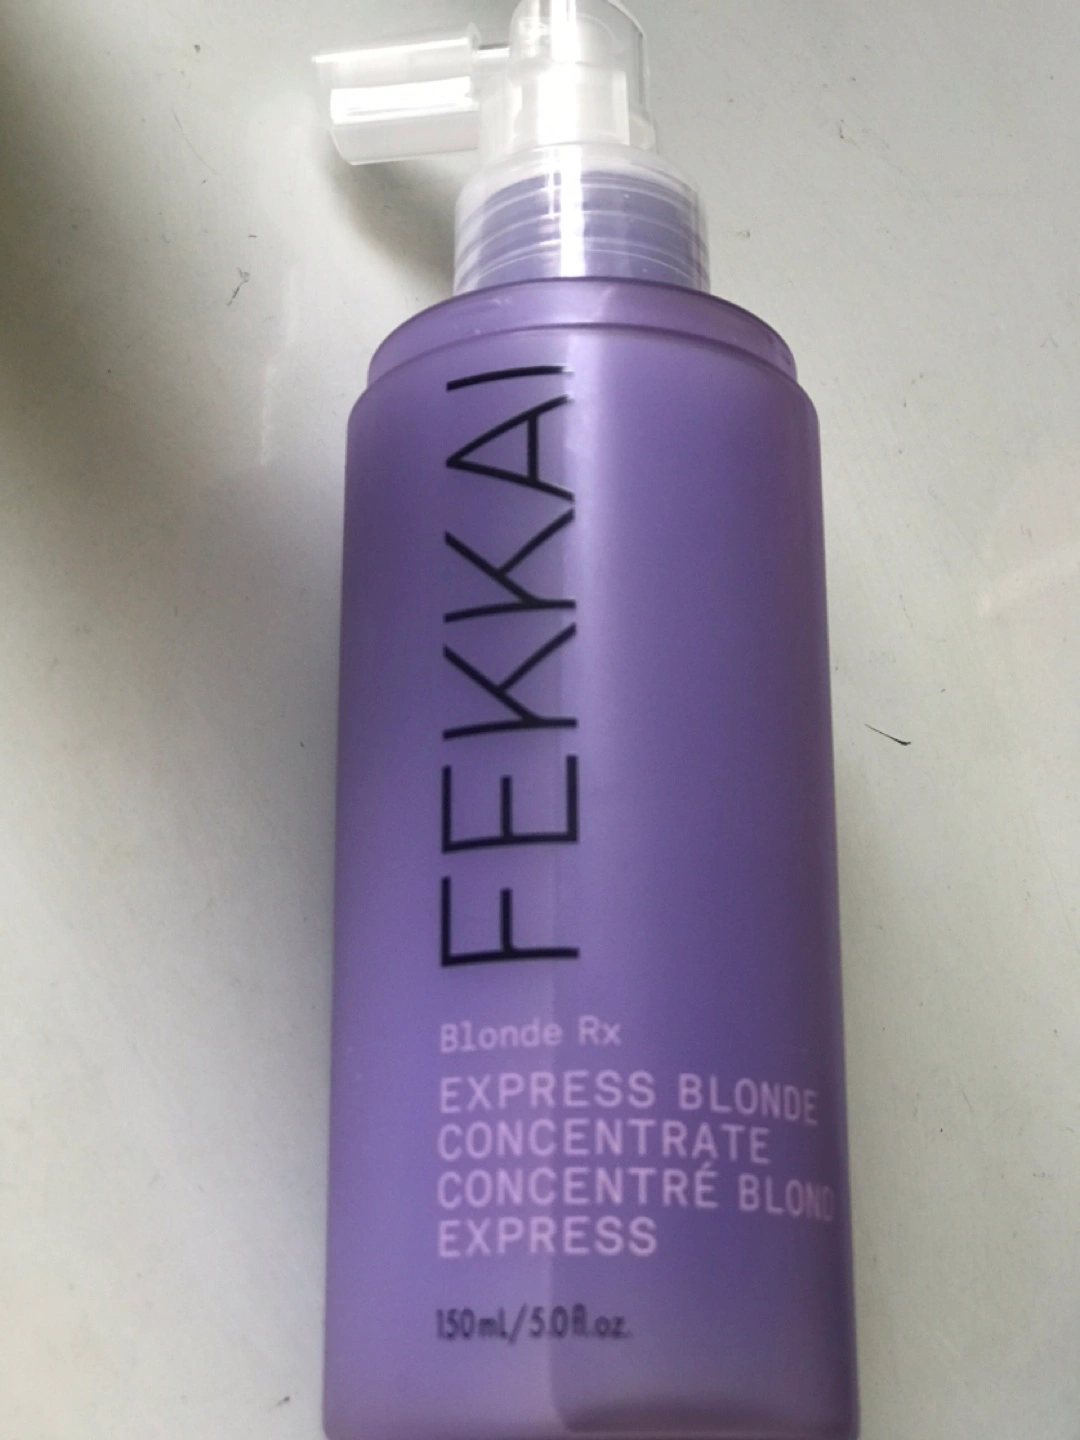 FEKKAI
Blonde Rx
EXPRESS BLONDE
CONCENTRATE
CONCENTRÉ BLOND
EXPRESS
150mL/5.0fl.oz.